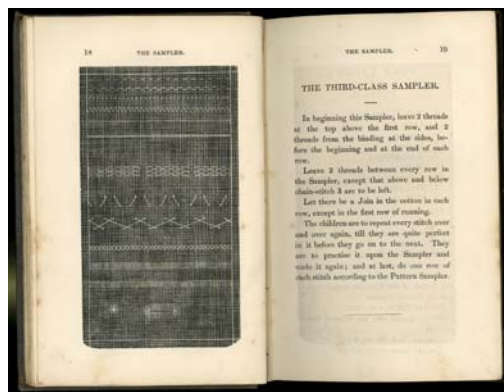 18
THE SAMPLER.
THE SAMPLER.
19
THE THIRD-CLASS SAMPLER.
In beginning this Sampler, leave 2 threads
at the top above the first row, and 2
threads from the binding at the sides, be-
fore the beginning and at the end of each
row.
Leave 2 threads between every row in
the Sampler, except that above and below
chain-stitch 3 are to be left.
Let there be a Join in the cotton in each
row, except in the first row of running.
The children are to repeat every stitch over
and over again, till they are quite perfect
in it before they go on to the next. They
are to practise it upon the Sampler and
undo it again; and at last, do one row of
each stitch according to the Pattern Sampler.